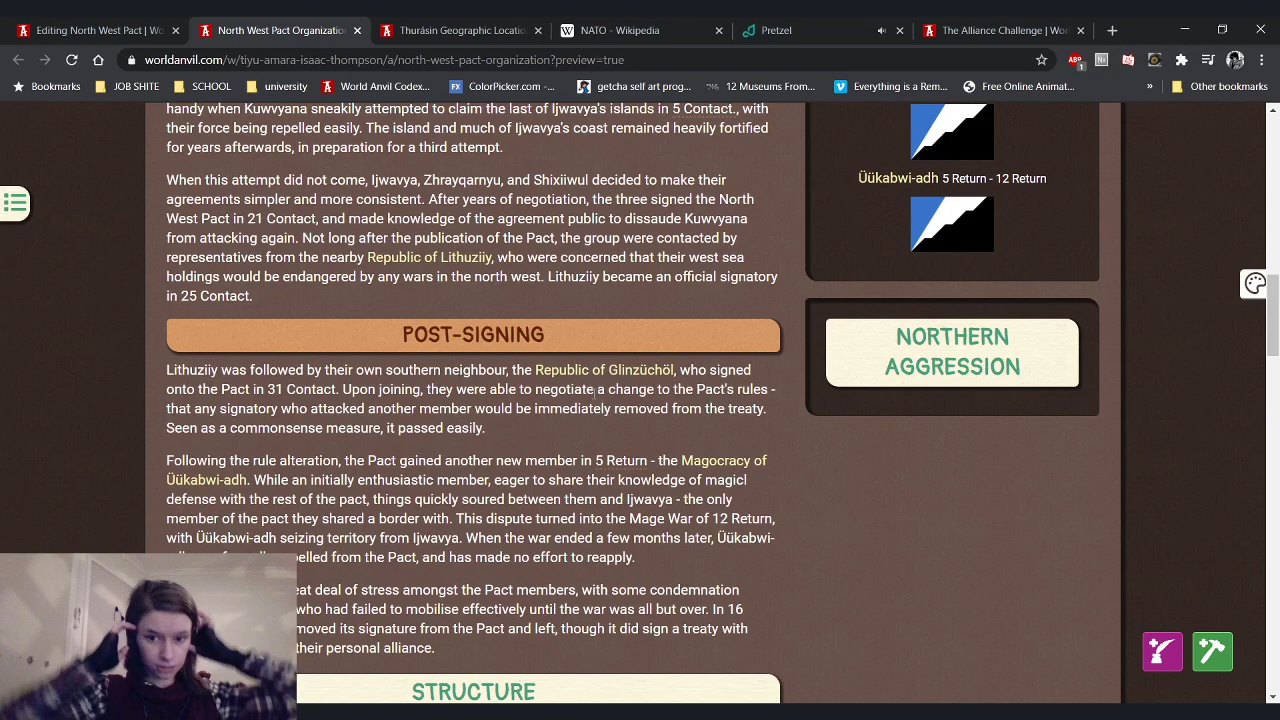 Editing North West Pact | Wo
North West Pact Organizatio
Thurásin Geographic Locatio
NATO - Wikipedia
Pretzel
The Alliance Challenge | Wor
worldanvil.com/w/tiyu-amara-isaac-thompson/a/north-west-pact-organization?preview=true
Bookmarks
JOB SHITE
SCHOOL
university
World Anvil Codex...
ColorPicker.com -...
getcha self art prog...
12 Museums From...
Everything is a Rem...
Free Online Animat...
»
Other bookmarks
handy when Kuwvyana sneakily attempted to claim the last of Ijwavya's islands in 5 Contact., with
their force being repelled easily. The island and much of Ijwavya's coast remained heavily fortified
for years afterwards, in preparation for a third attempt.
When this attempt did not come, Ijwavya, Zhrayqarnyu, and Shixiiwul decided to make their
agreements simpler and more consistent. After years of negotiation, the three signed the North
West Pact in 21 Contact, and made knowledge of the agreement public to dissaude Kuwvyana
from attacking again. Not long after the publication of the Pact, the group were contacted by
representatives from the nearby Republic of Lithuziiy, who were concerned that their west sea
holdings would be endangered by any wars in the north west. Lithuziiy became an official signatory
in 25 Contact.
POST-SIGNING
Lithuziiy was followed by their own southern neighbour, the Republic of Glinzüchöl, who signed
onto the Pact in 31 Contact. Upon joining, they were able to negotiate a change to the Pact's rules -
that any signatory who attacked another member would be immediately removed from the treaty.
Seen as a commonsense measure, it passed easily.
Following the rule alteration, the Pact gained another new member in 5 Return - the Magocracy of
Üükabwi-adh. While an initially enthusiastic member, eager to share their knowledge of magicl
defense with the rest of the pact, things quickly soured between them and Ijwavya - the only
member of the pact they shared a border with. This dispute turned into the Mage War of 12 Return,
with Üükabwi-adh seizing territory from Ijwavya. When the war ended a few months later, Üükabwi-
pelled from the Pact, and has made no effort to reapply.
eat deal of stress amongst the Pact members, with some condemnation
who had failed to mobilise effectively until the war was all but over. In 16
moved its signature from the Pact and left, though it did sign a treaty with
their personal alliance.
STRUCTURE
Üükabwi-adh 5 Return - 12 Return
NORTHERN
AGGRESSION